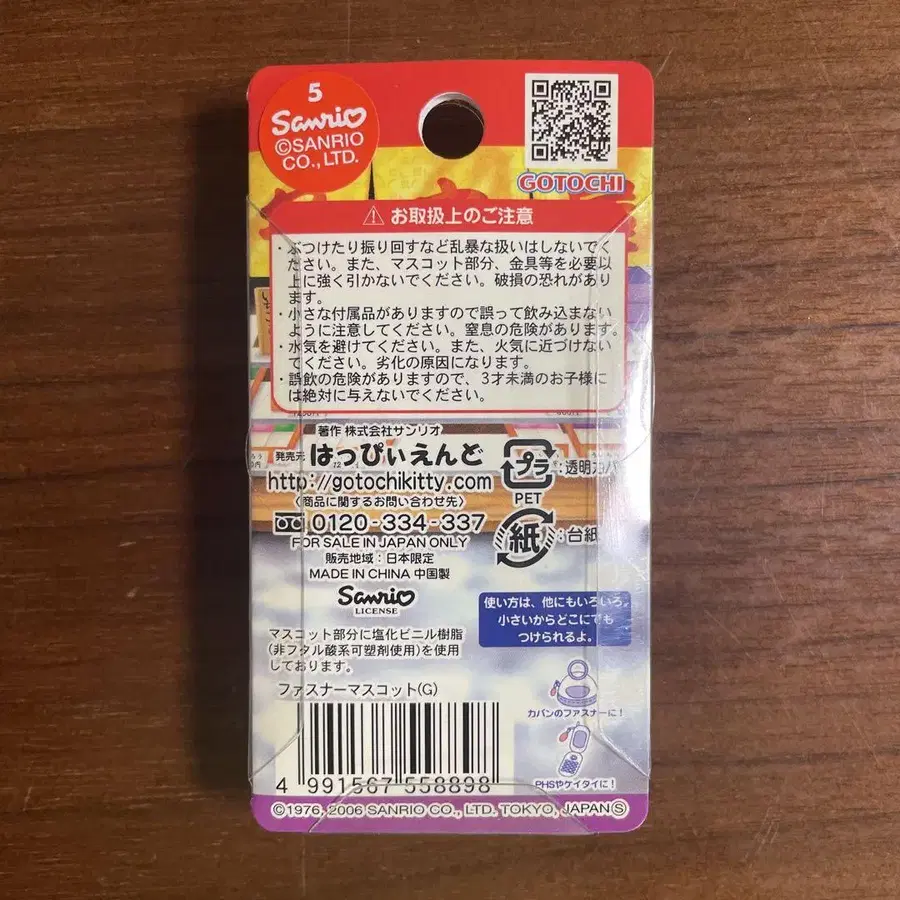 5
Sanrio
©SANRIO
CO., LTD.
GOTOCHI
⚠ お取扱上のご注意
・ぶつけたり振り回すなど乱暴な扱いはしないでく
ださい。また、マスコット部分、金具等を必要以
上に強く引かないでください。破損の恐れがあり
ます。
・小さな付属品がありますので誤って飲み込まない
ように注意してください。窒息の危険があります。
・水気を避けてください。また、火気に近づけない
でください。劣化の原因になります。
・誤飲の危険がありますので、3才未満のお子様に
は絶対に与えないでください。
著作 株式会社サンリオ
発売元 はっぴぃえんど
http://gotochikitty.com
〈商品に関するお問い合わせ先〉
0120-334-337
FOR SALE IN JAPAN ONLY
販売地域：日本限定
MADE IN CHINA 中国製
Sanrio
LICENSE
プラ :透明カバ
PET
紙 :台紙
マスコット部分に塩化ビニル樹脂
(非フタル酸系可塑剤使用)を使用
しております。
使い方は、他にもいろいろ。
小さいからどこにでも
つけられるよ。
カバンのファスナーに!
PHSやケイタイに!
ファスナーマスコット(G)
4 991567 558898
©1976, 2006 SANRIO CO., LTD. TOKYO, JAPAN Ⓢ